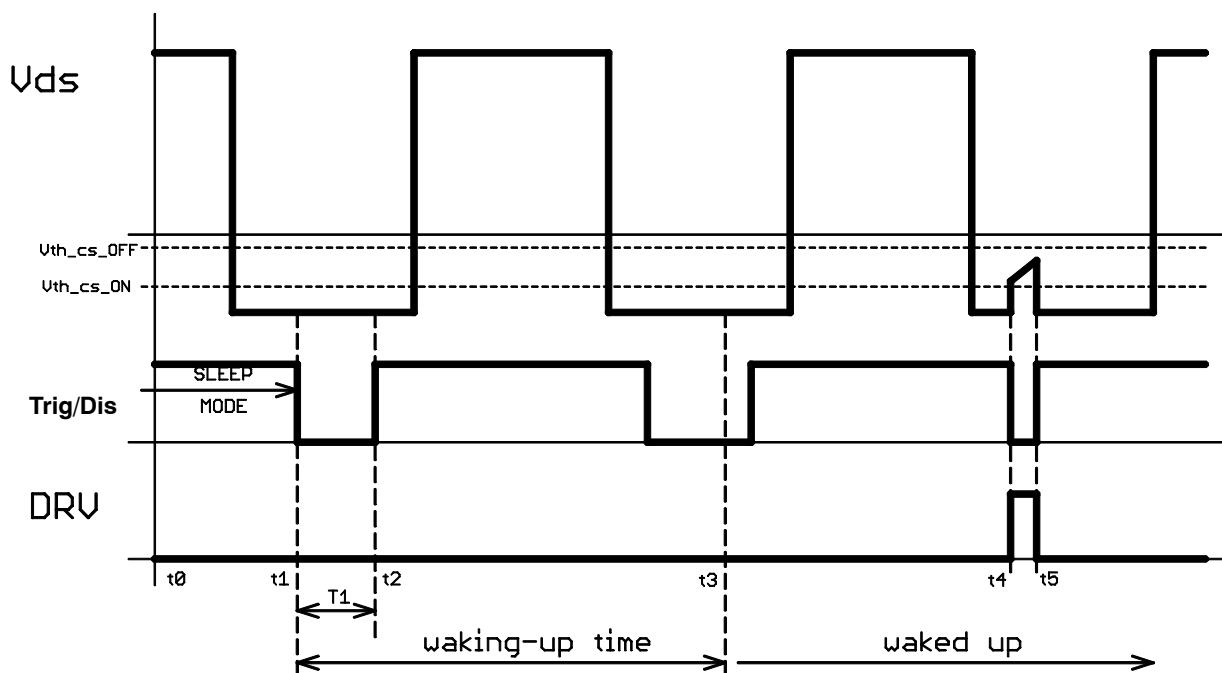 Vds
Vth_cs_OFF
Vth_cs_ON
SLEEP
MODE
Trig/Dis
DRV
t0
t1
t2
t3
t4
t5
T1
waking-up time
waked up